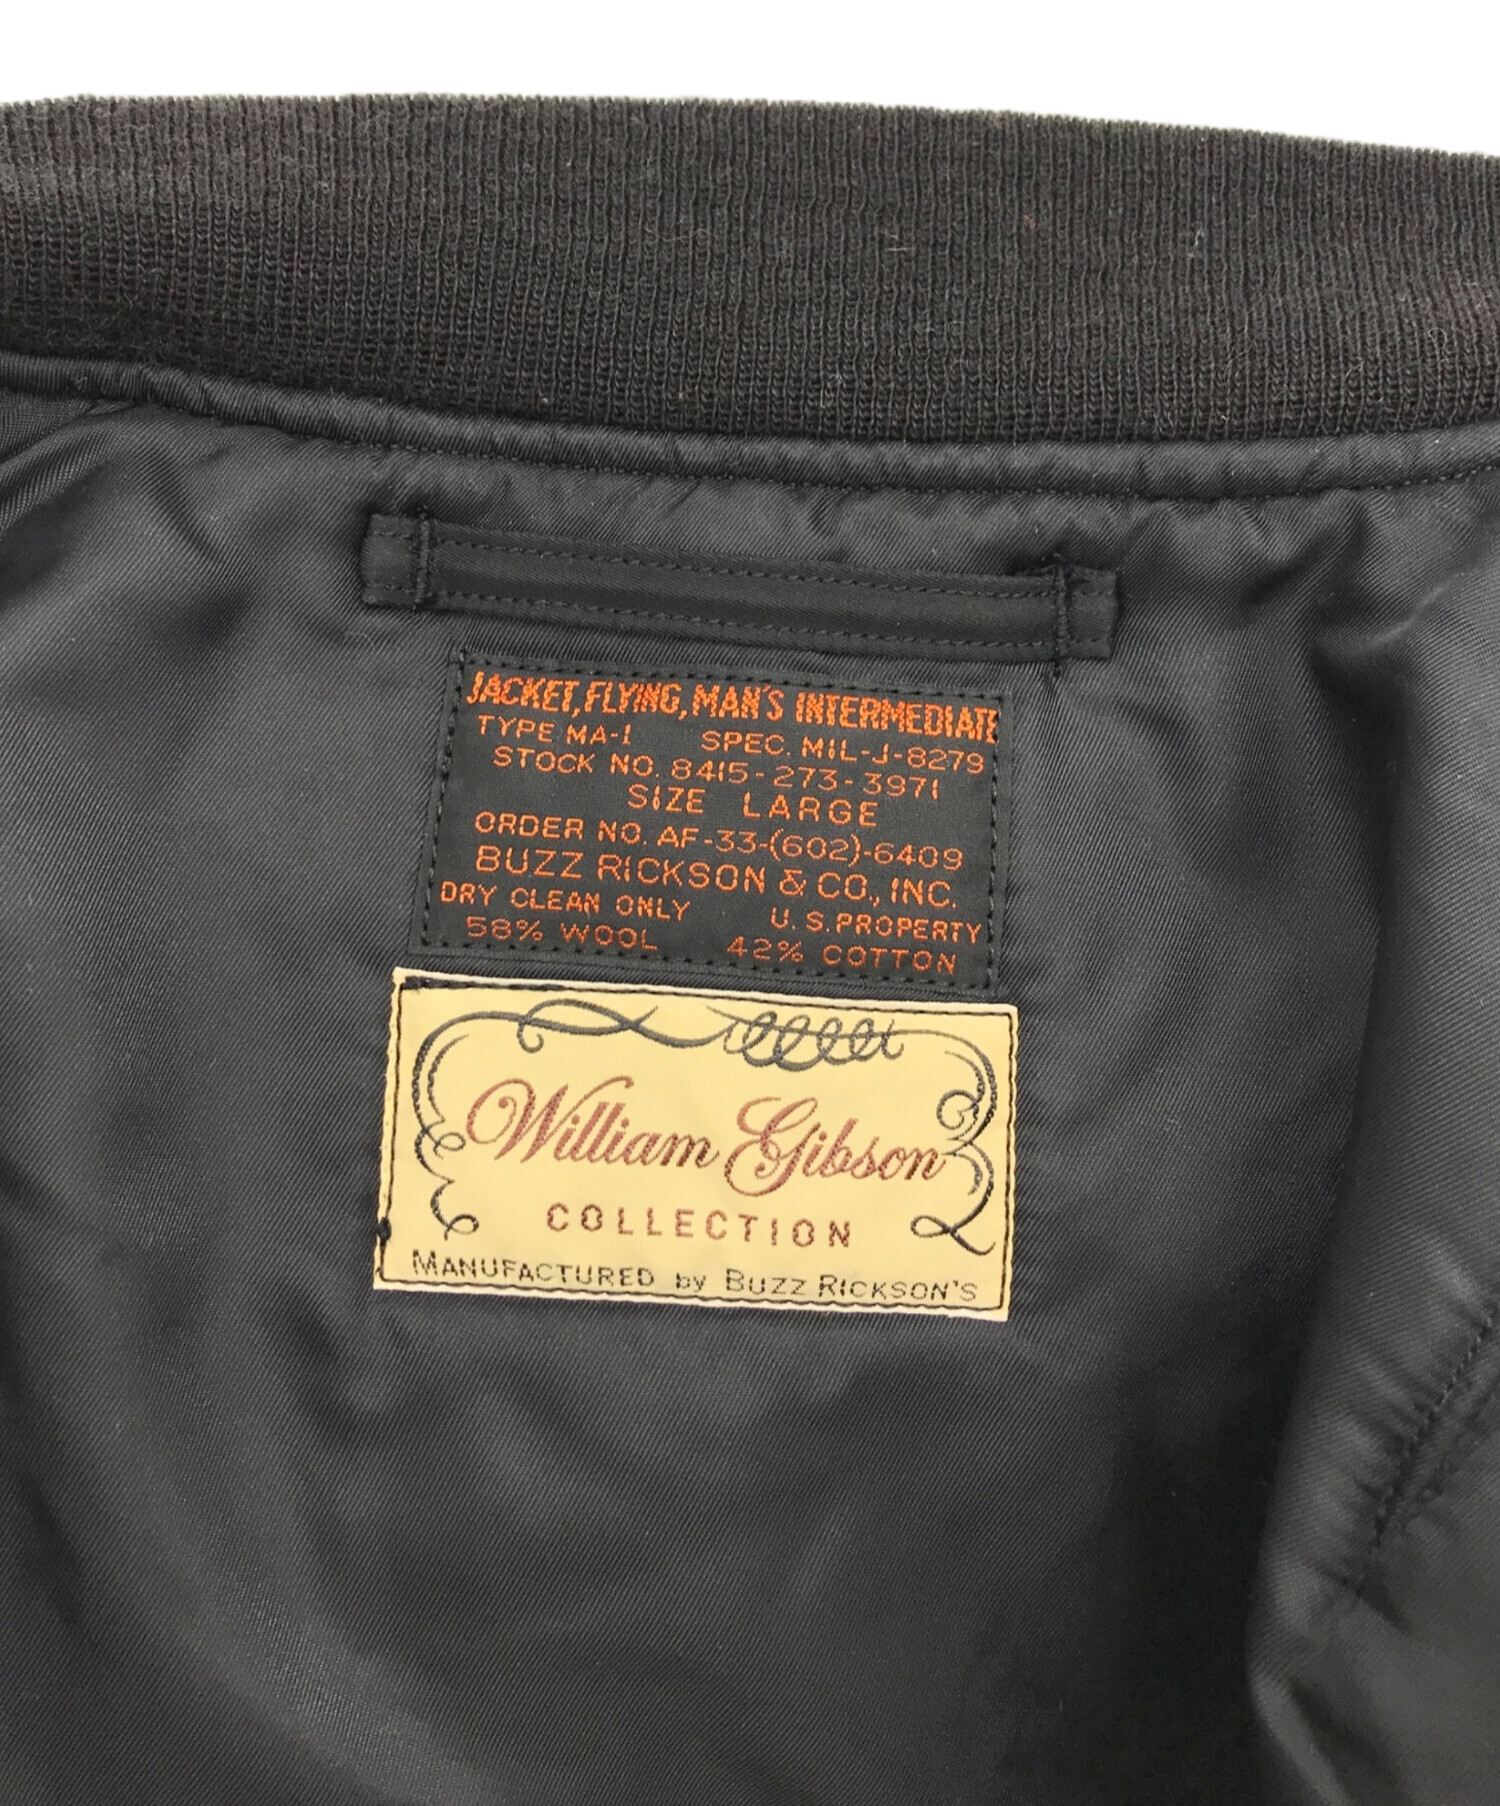 JACKET, FLYING, MAN'S INTERMEDIATE
TYPE MA-1 SPEC. MIL-J-8279
STOCK NO. 8415-273-3971
SIZE LARGE
ORDER NO. AF-33-(602)-6409
BUZZ RICKSON & CO., INC.
DRY CLEAN ONLY U. S. PROPERTY
58% WOOL 42% COTTON
William Gibson
COLLECTION
MANUFACTURED by BUZZ RICKSON'S